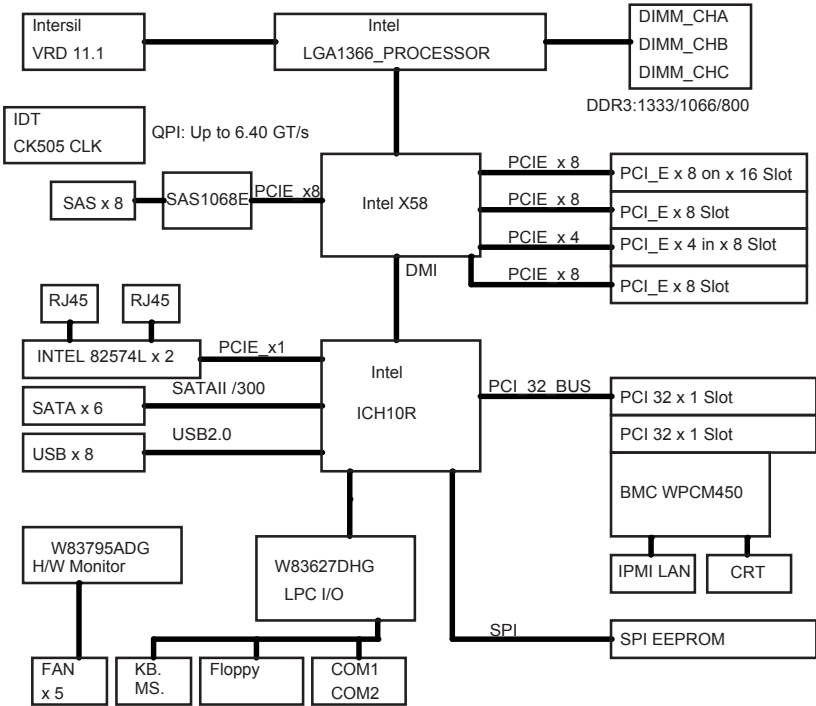 Intersil
VRD 11.1
Intel
LGA1366_PROCESSOR
DIMM_CHA
DIMM_CHB
DIMM_CHC
DDR3:1333/1066/800
IDT
CK505 CLK
QPI: Up to 6.40 GT/s
SAS x 8
SAS1068E
PCIE_x8
Intel X58
PCIE_x 8
PCI_E x 8 on x 16 Slot
PCIE_x 8
PCI_E x 8 Slot
PCIE_x 4
PCI_E x 4 in x 8 Slot
PCIE_x 8
PCI_E x 8 Slot
DMI
RJ45
RJ45
INTEL 82574L x 2
PCIE_x1
SATA x 6
SATAII /300
USB x 8
USB2.0
Intel
ICH10R
PCI_32_BUS
PCI 32 x 1 Slot
PCI 32 x 1 Slot
BMC WPCM450
IPMI LAN
CRT
W83795ADG
H/W Monitor
W83627DHG
LPC I/O
SPI
SPI EEPROM
FAN
x 5
KB.
MS.
Floppy
COM1
COM2